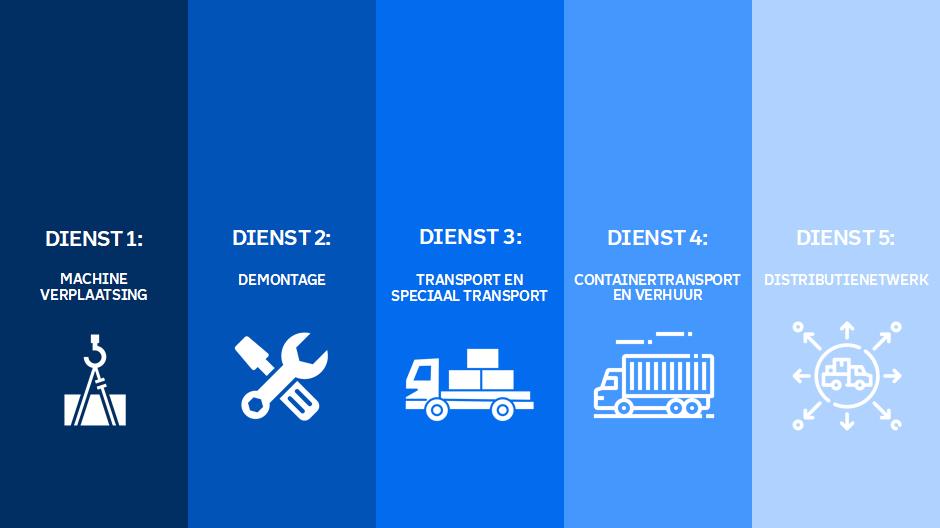 DIENST 1:
MACHINE
VERPLAATSING
DIENST 2:
DEMONTAGE
DIENST 3:
TRANSPORT EN
SPECIAAL TRANSPORT
DIENST 4:
CONTAINERTRANSPORT
EN VERHUUR
DIENST 5:
DISTRIBUTIENETWERK